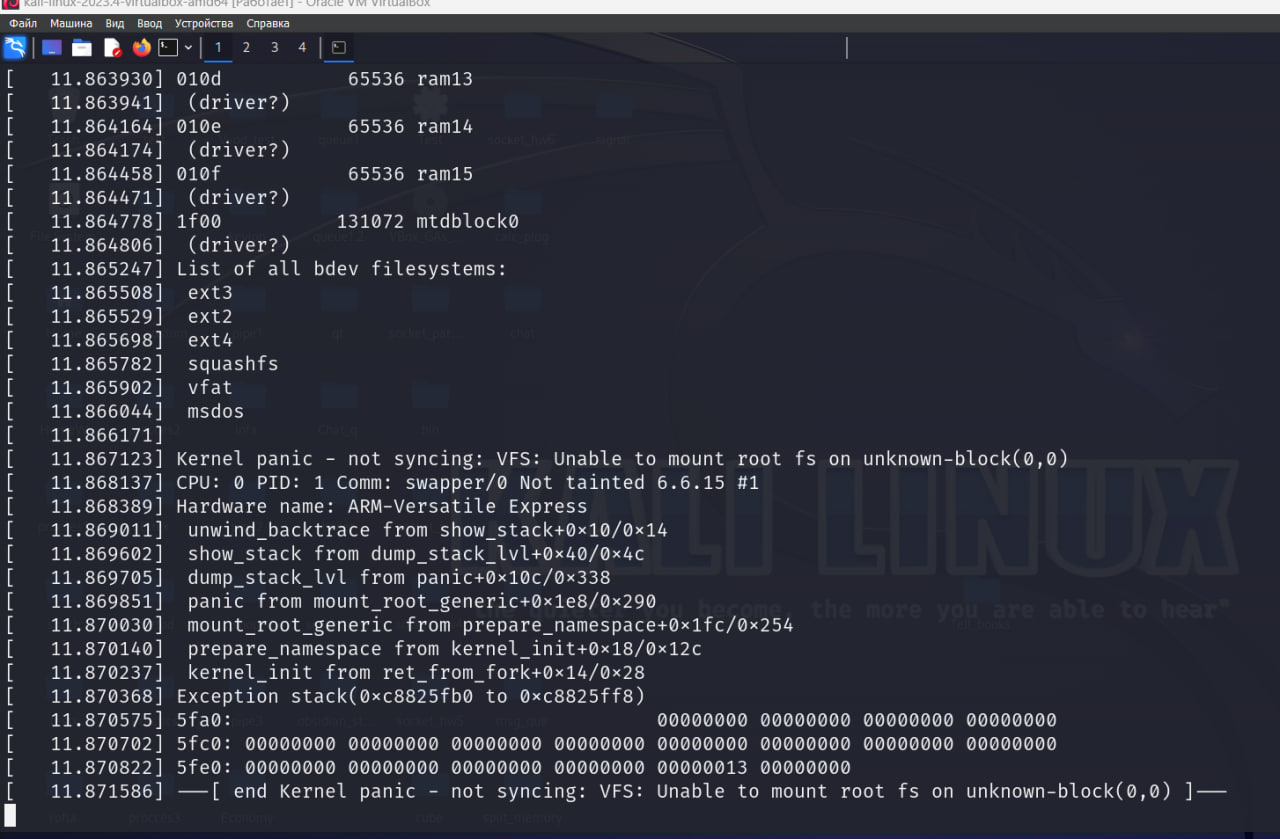 kali-linux-2023.4-virtualbox-amd64 [Работает] - Oracle VM VirtualBox
Файл Машина Вид Ввод Устройства Справка
1 2 3 4
[   11.863930] 010d           65536 ram13
[   11.863941]  (driver?)
[   11.864164] 010e           65536 ram14
[   11.864174]  (driver?)
[   11.864458] 010f           65536 ram15
[   11.864471]  (driver?)
[   11.864778] 1f00          131072 mtdblock0
[   11.864806]  (driver?)
[   11.865247] List of all bdev filesystems:
[   11.865508]  ext3
[   11.865529]  ext2
[   11.865698]  ext4
[   11.865782]  squashfs
[   11.865902]  vfat
[   11.866044]  msdos
[   11.866171]
[   11.867123] Kernel panic - not syncing: VFS: Unable to mount root fs on unknown-block(0,0)
[   11.868137] CPU: 0 PID: 1 Comm: swapper/0 Not tainted 6.6.15 #1
[   11.868389] Hardware name: ARM-Versatile Express
[   11.869011]  unwind_backtrace from show_stack+0×10/0×14
[   11.869602]  show_stack from dump_stack_lvl+0×40/0×4c
[   11.869705]  dump_stack_lvl from panic+0×10c/0×338
[   11.869851]  panic from mount_root_generic+0×1e8/0×290
[   11.870030]  mount_root_generic from prepare_namespace+0×1fc/0×254
[   11.870140]  prepare_namespace from kernel_init+0×18/0×12c
[   11.870237]  kernel_init from ret_from_fork+0×14/0×28
[   11.870368] Exception stack(0×c8825fb0 to 0×c8825ff8)
[   11.870575] 5fa0:                                     00000000 00000000 00000000 00000000
[   11.870702] 5fc0: 00000000 00000000 00000000 00000000 00000000 00000000 00000000 00000000
[   11.870822] 5fe0: 00000000 00000000 00000000 00000000 00000013 00000000
[   11.871586] ---[ end Kernel panic - not syncing: VFS: Unable to mount root fs on unknown-block(0,0) ]---
KALI LINUX
you become, the more you are able to hear"